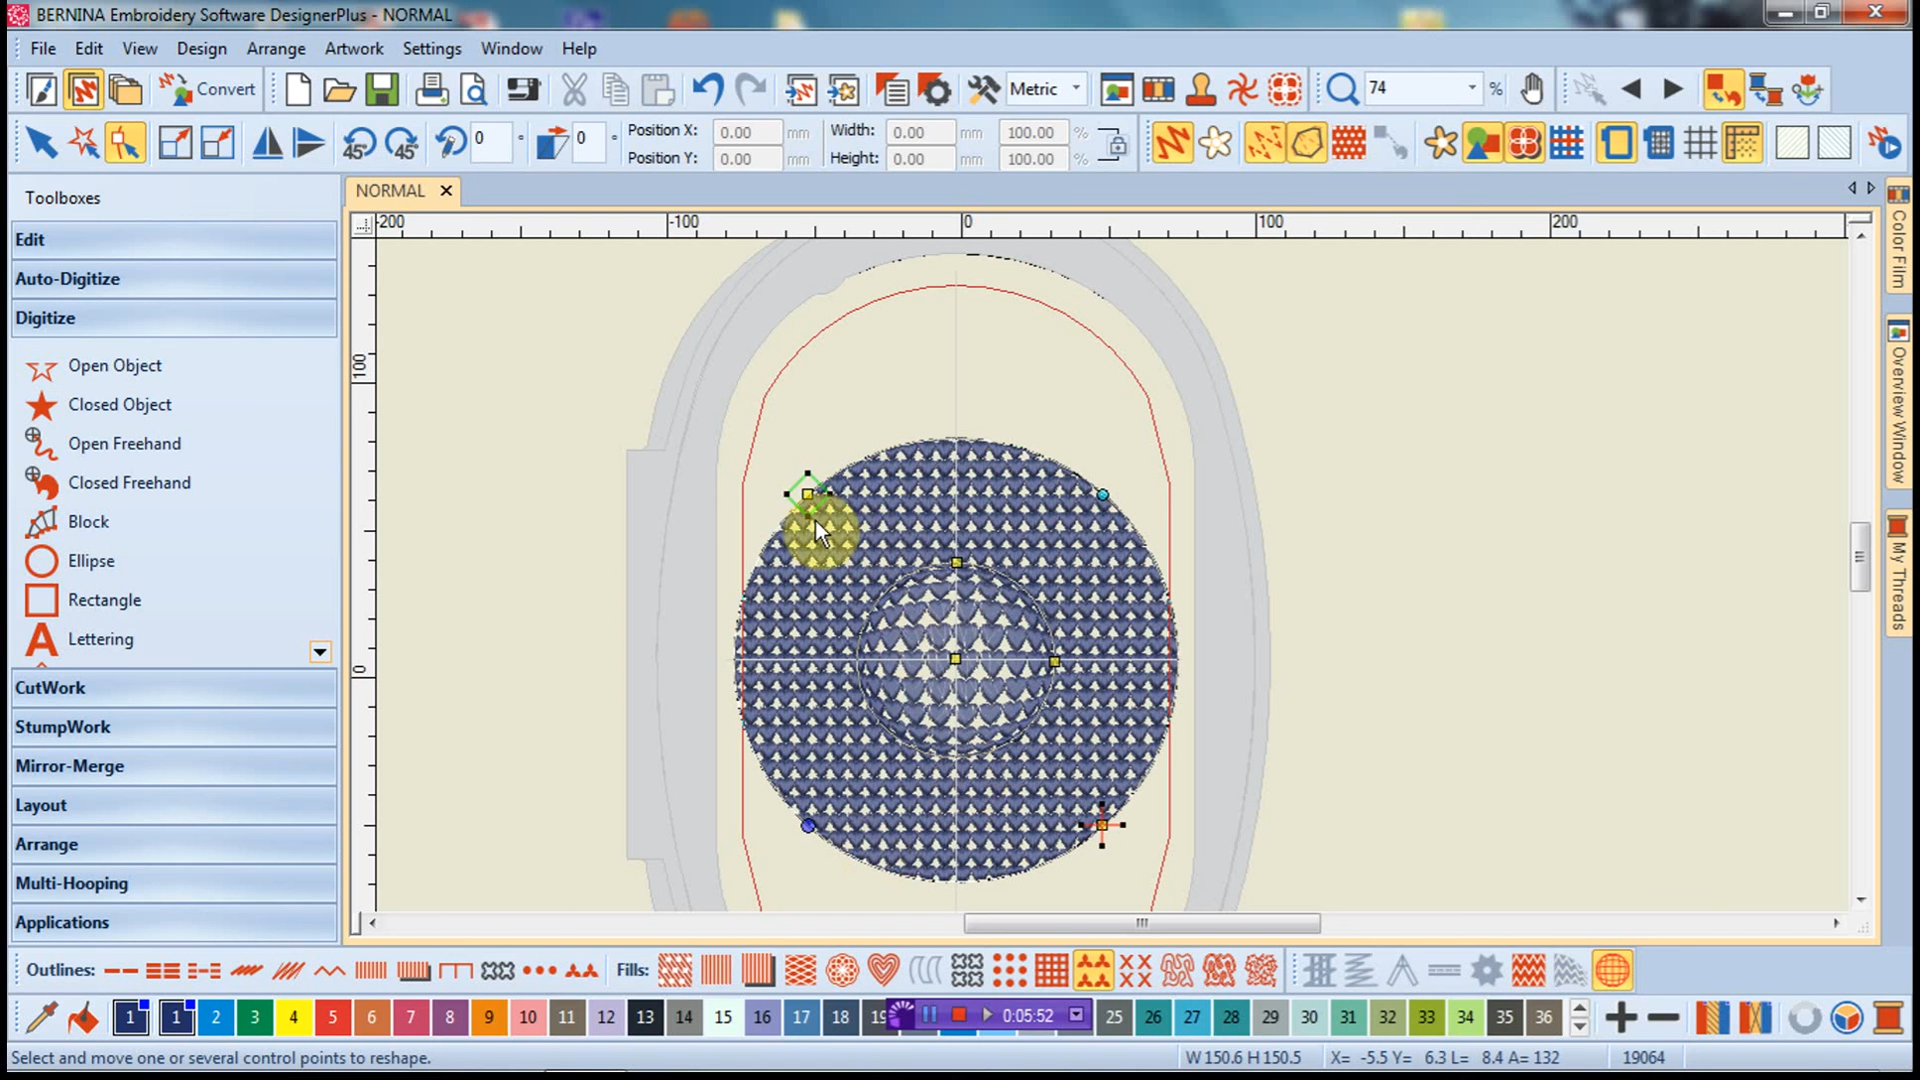 BERNINA Embroidery Software DesignerPlus - NORMAL
File Edit View Design Arrange Artwork Settings Window Help
Convert Metric 74 %
45° 45° 0 ° 0 ° Position X: 0.00 mm Width: 0.00 mm 100.00 %
Position Y: 0.00 mm Height: 0.00 mm 100.00 %
Toolboxes
NORMAL
Edit
Auto-Digitize
Digitize
Open Object
Closed Object
Open Freehand
Closed Freehand
Block
Ellipse
Rectangle
A Lettering
CutWork
StumpWork
Mirror-Merge
Layout
Arrange
Multi-Hooping
Applications
-200 -100 0 100 200
100
0
Color Film
Overview Window
My Threads
Outlines: Fills:
1 1 2 3 4 5 6 7 8 9 10 11 12 13 14 15 16 17 18 0:05:52 25 26 27 28 29 30 31 32 33 34 35 36
Select and move one or several control points to reshape. W 150.6 H 150.5 X= -5.5 Y= 6.3 L= 8.4 A= 132 19064